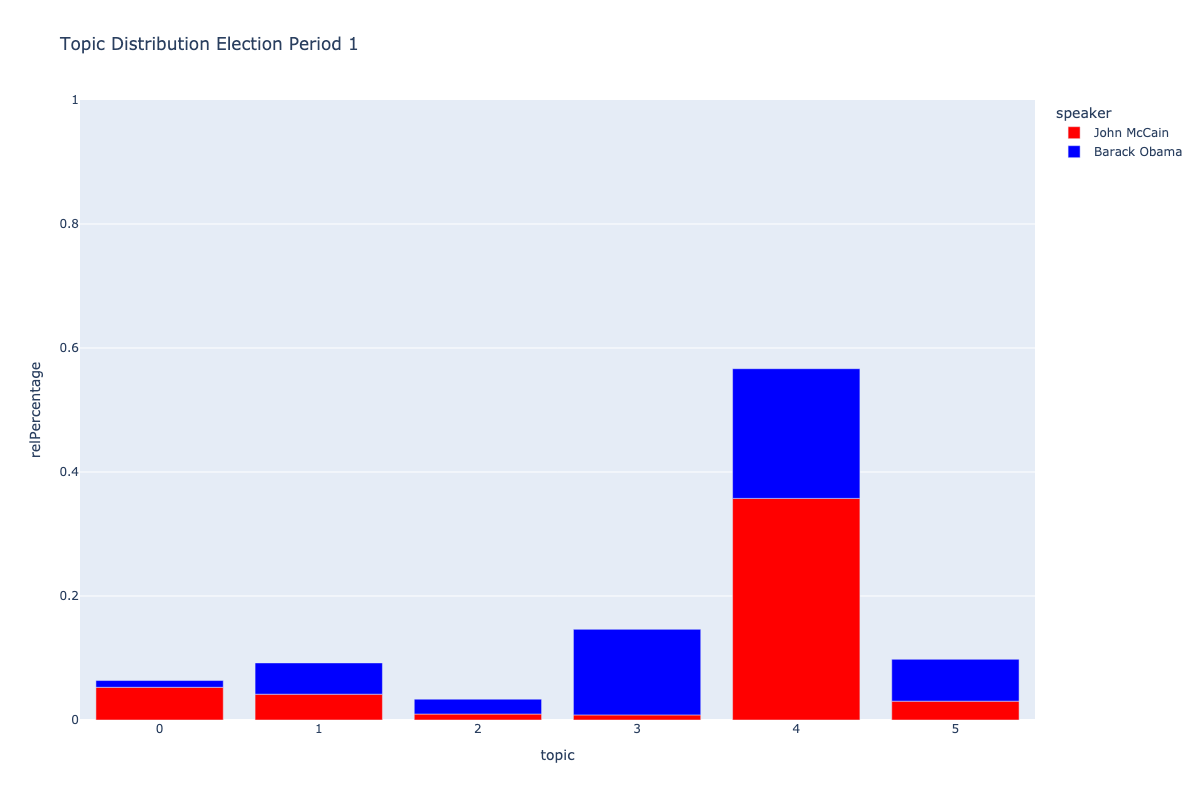 Topic Distribution Election Period 1
speaker
John McCain
Barack Obama
relPercentage
1
0.8
0.6
0.4
0.2
0
0 1 2 3 4 5
topic